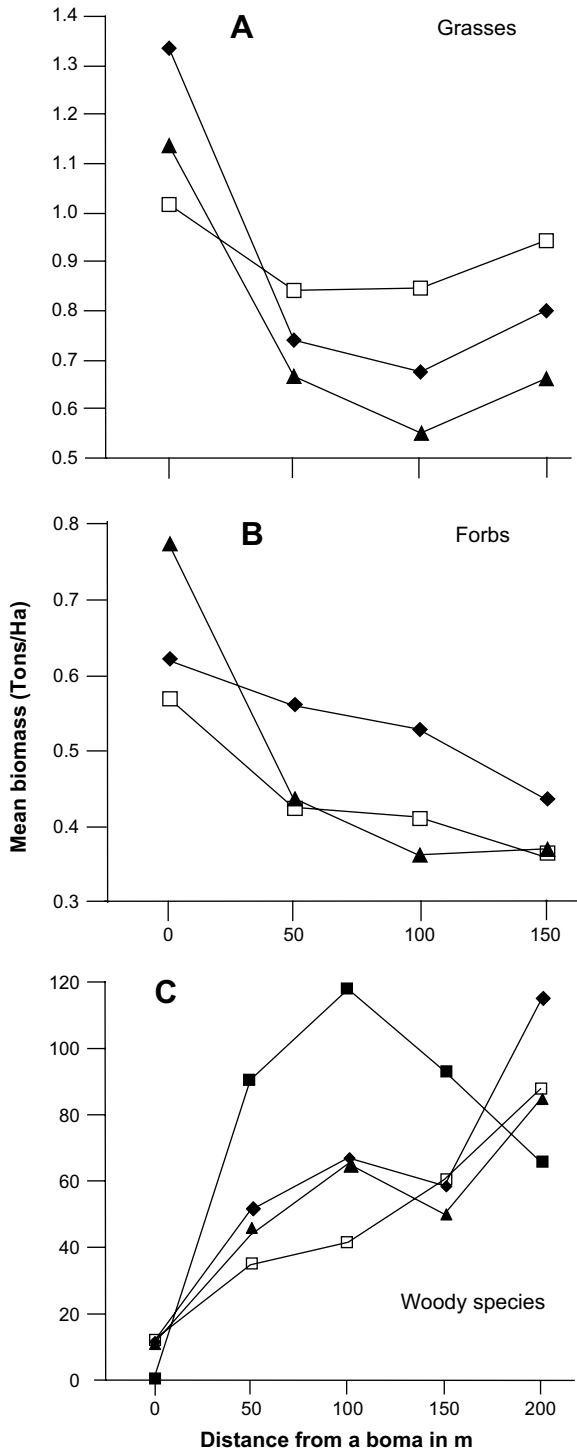 A
Grasses
1.4
1.3
1.2
1.1
1.0
0.9
0.8
0.7
0.6
0.5
Mean biomass (Tons/Ha)
B
Forbs
0.8
0.7
0.6
0.5
0.4
0.3
0 50 100 150
C
120
100
80
60
40
20
0
Woody species
0 50 100 150 200
Distance from a boma in m